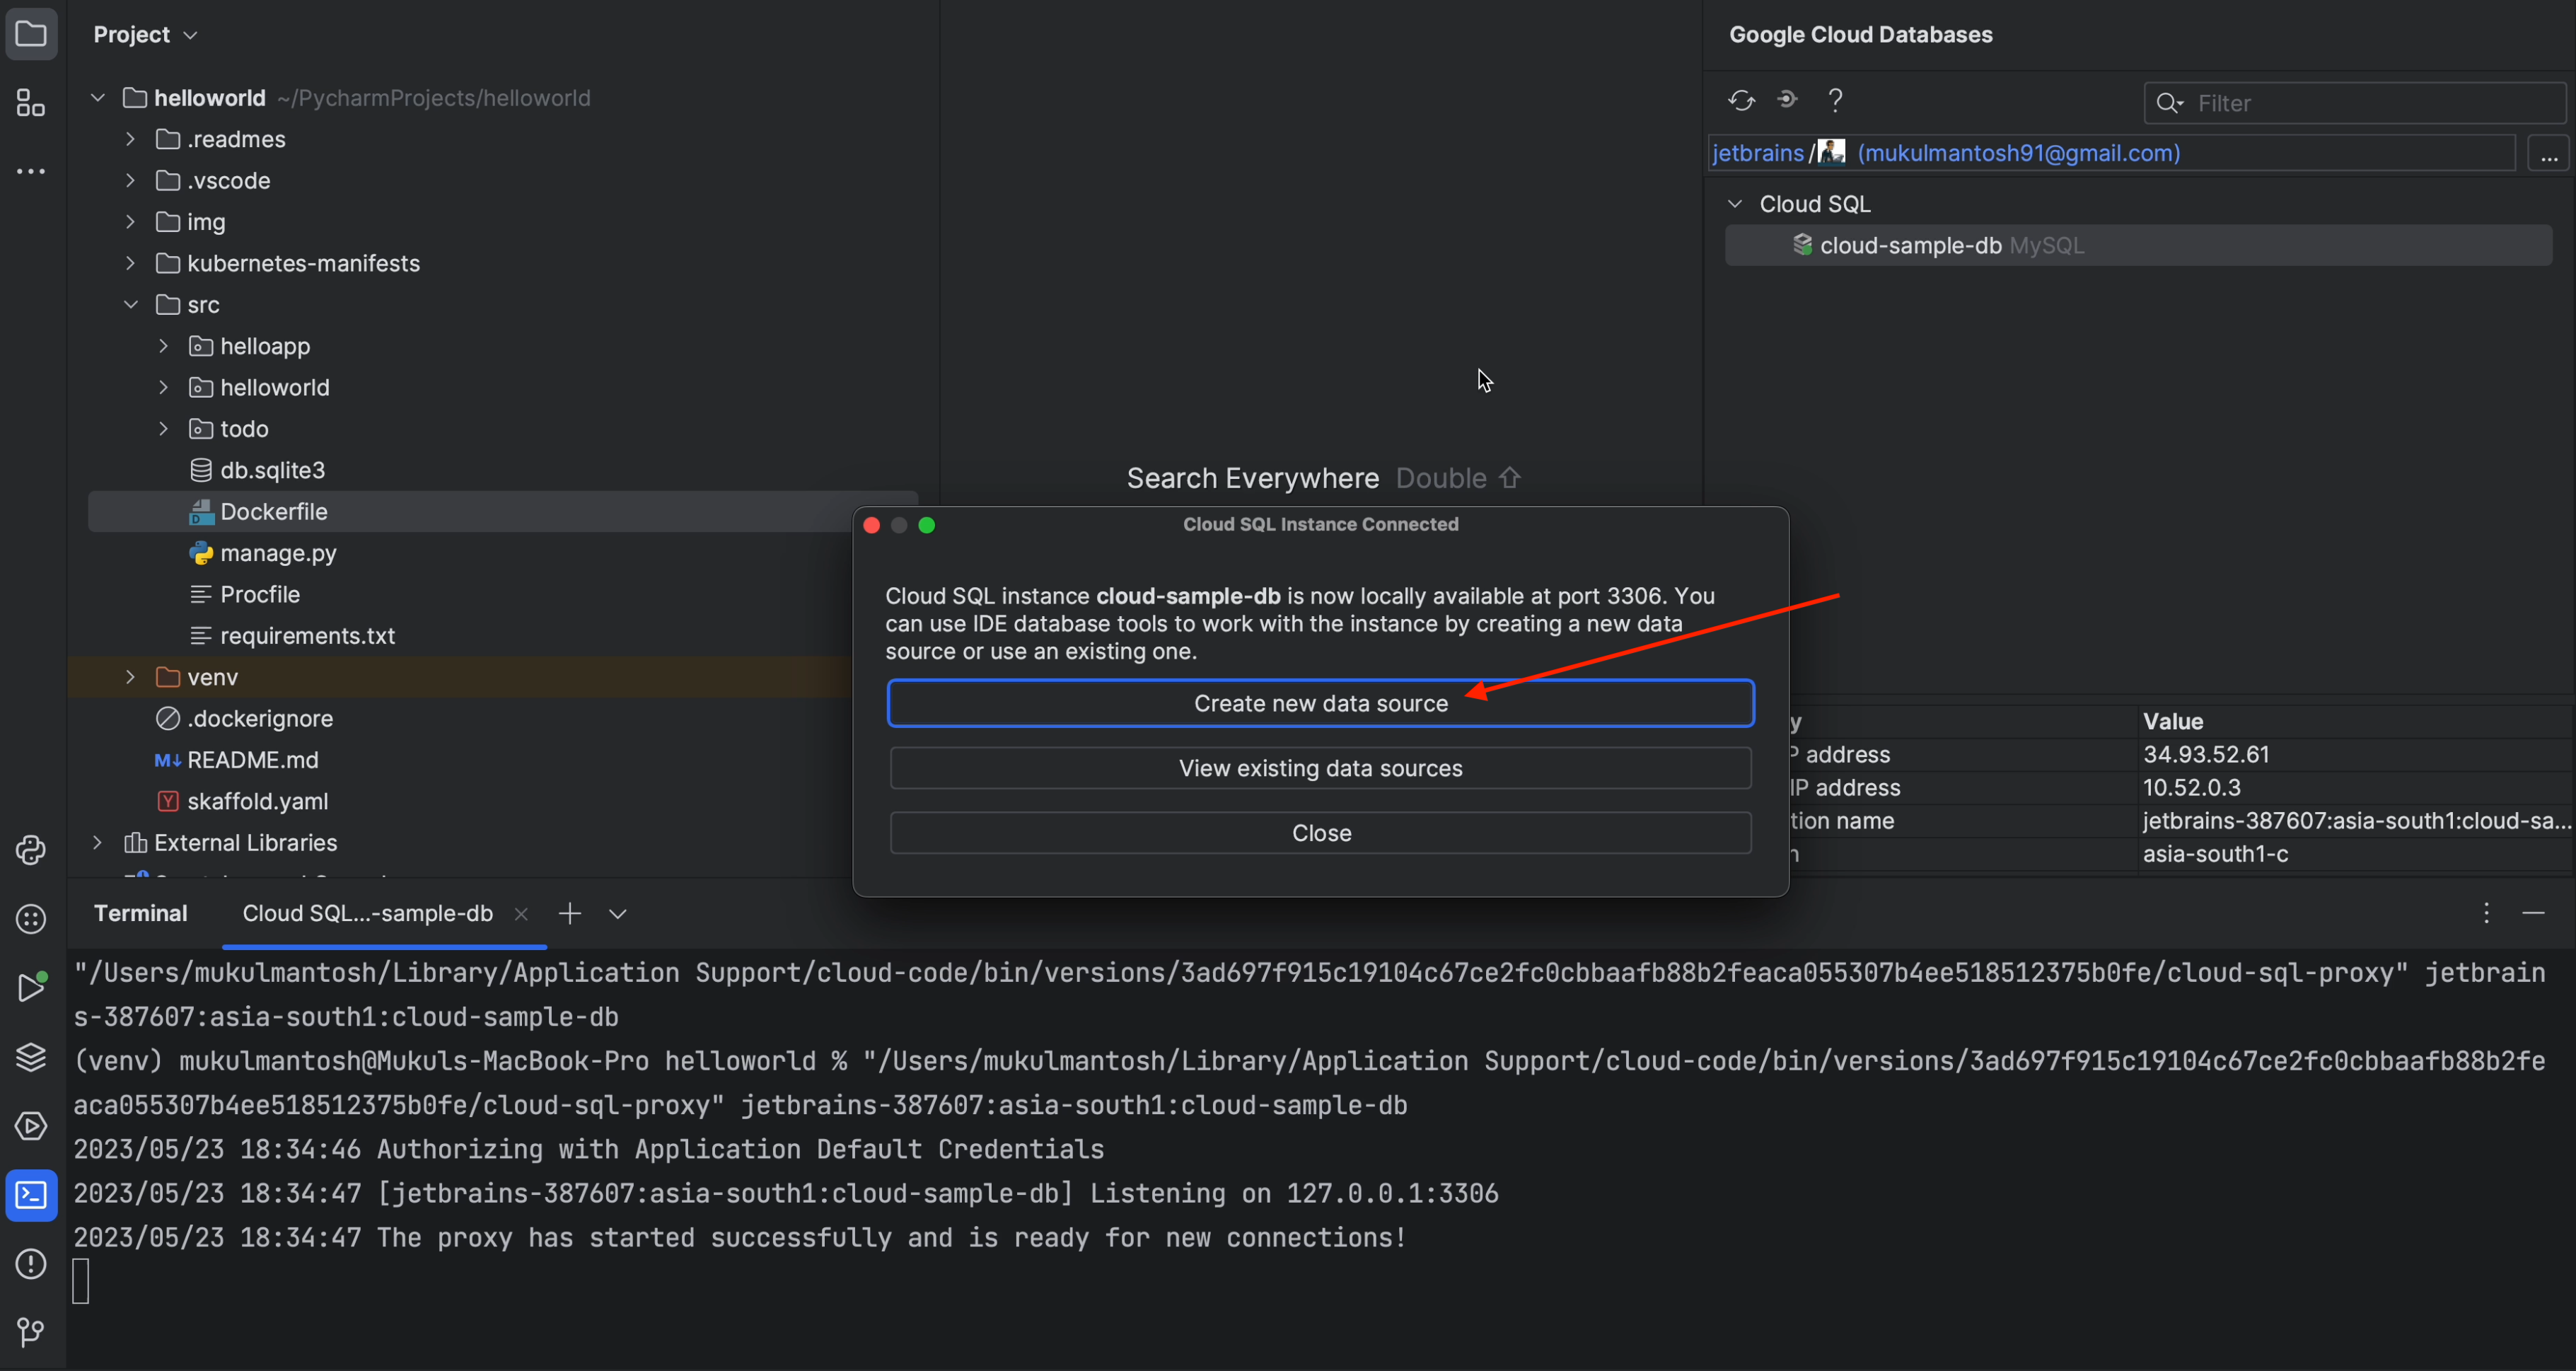 Project
helloworld ~/PycharmProjects/helloworld
.readmes
.vscode
img
kubernetes-manifests
src
helloapp
helloworld
todo
db.sqlite3
Dockerfile
manage.py
Procfile
requirements.txt
venv
.dockerignore
M↓ README.md
Y skaffold.yaml
External Libraries
Search Everywhere Double ⇧
Google Cloud Databases
? Filter
jetbrains / (mukulmantosh91@gmail.com) ...
Cloud SQL
cloud-sample-db MySQL
Cloud SQL Instance Connected
Cloud SQL instance cloud-sample-db is now locally available at port 3306. You
can use IDE database tools to work with the instance by creating a new data
source or use an existing one.
Create new data source
View existing data sources
Close
y Value
P address 34.93.52.61
IP address 10.52.0.3
tion name jetbrains-387607:asia-south1:cloud-sa...
asia-south1-c
Terminal Cloud SQL...-sample-db
"/Users/mukulmantosh/Library/Application Support/cloud-code/bin/versions/3ad697f915c19104c67ce2fc0cbbaafb88b2feaca055307b4ee518512375b0fe/cloud-sql-proxy" jetbrain
s-387607:asia-south1:cloud-sample-db
(venv) mukulmantosh@Mukuls-MacBook-Pro helloworld % "/Users/mukulmantosh/Library/Application Support/cloud-code/bin/versions/3ad697f915c19104c67ce2fc0cbbaafb88b2fe
aca055307b4ee518512375b0fe/cloud-sql-proxy" jetbrains-387607:asia-south1:cloud-sample-db
2023/05/23 18:34:46 Authorizing with Application Default Credentials
2023/05/23 18:34:47 [jetbrains-387607:asia-south1:cloud-sample-db] Listening on 127.0.0.1:3306
2023/05/23 18:34:47 The proxy has started successfully and is ready for new connections!